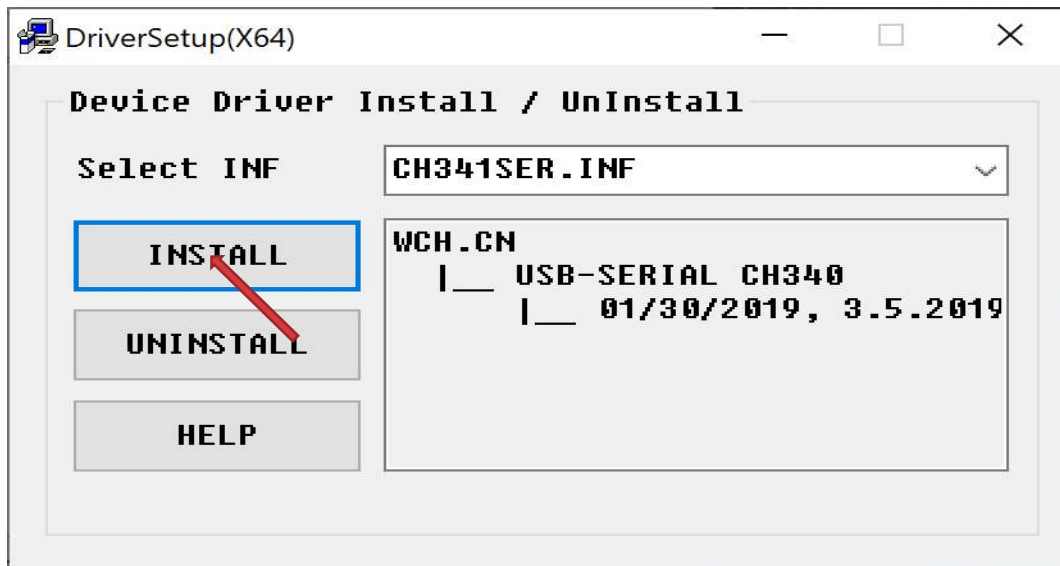 DriverSetup(X64)
Device Driver Install / UnInstall
Select INF
CH341SER.INF
INSTALL
UNINSTALL
HELP
WCH.CN
|__ USB-SERIAL CH340
|__ 01/30/2019, 3.5.2019